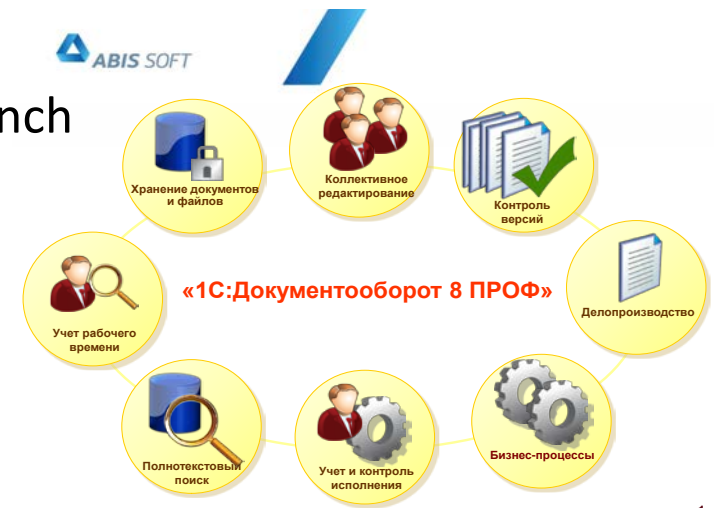 ABIS SOFT
nch
Хранение документов
и файлов
Коллективное
редактирование
Контроль
версий
Учет рабочего
времени
«1С:Документооборот 8 ПРОФ»
Делопроизводство
Полнотекстовый
поиск
Учет и контроль
исполнения
Бизнес-процессы